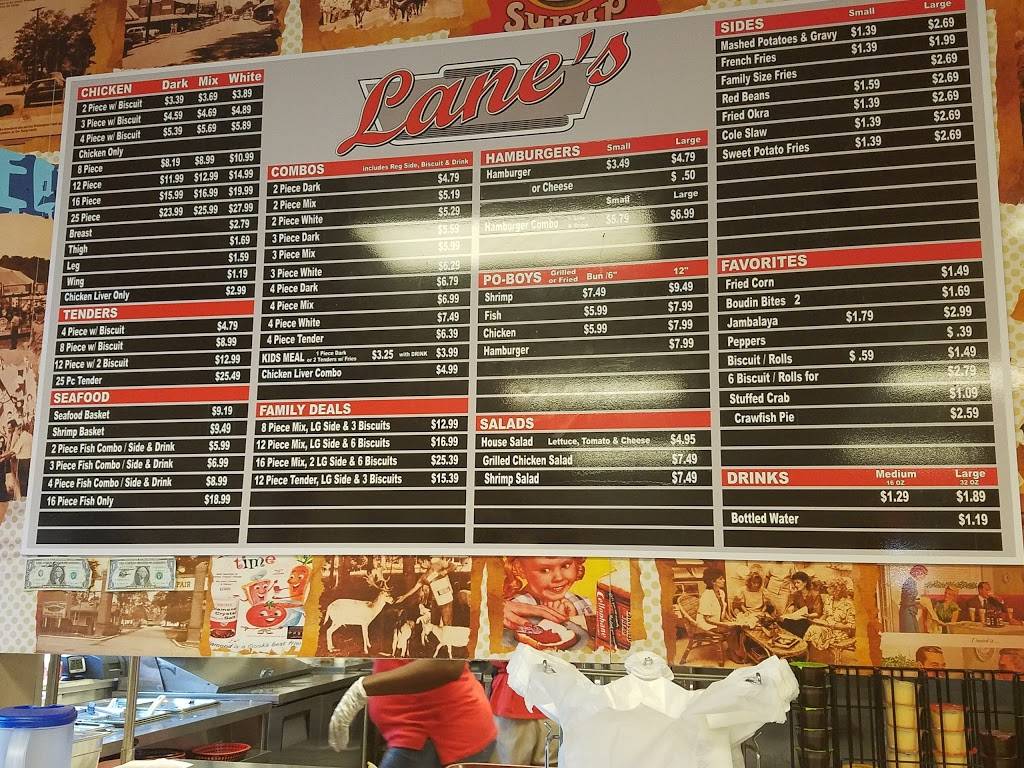 Syrup
Lane's
CHICKEN Dark Mix White
2 Piece w/ Biscuit $3.39 $3.69 $3.89
3 Piece w/ Biscuit $4.59 $4.69 $4.89
4 Piece w/ Biscuit $5.39 $5.69 $5.89
Chicken Only
8 Piece $8.19 $8.99 $10.99
12 Piece $11.99 $12.99 $14.99
16 Piece $15.99 $16.99 $19.99
25 Piece $23.99 $25.99 $27.99
Breast $2.79
Thigh $1.69
Leg $1.59
Wing $1.19
Chicken Liver Only $2.99
TENDERS
4 Piece w/ Biscuit $4.79
8 Piece w/ Biscuit $8.99
12 Piece w/ 2 Biscuit $12.99
25 Pc Tender $25.49
SEAFOOD
Seafood Basket $9.19
Shrimp Basket $9.49
2 Piece Fish Combo / Side & Drink $5.99
3 Piece Fish Combo / Side & Drink $6.99
4 Piece Fish Combo / Side & Drink $8.99
16 Piece Fish Only $18.99
COMBOS includes Reg Side, Biscuit & Drink
2 Piece Dark $4.79
2 Piece Mix $5.19
2 Piece White $5.29
3 Piece Dark $5.59
3 Piece Mix $5.99
3 Piece White $6.29
4 Piece Dark $6.79
4 Piece Mix $6.99
4 Piece White $7.49
4 Piece Tender $6.39
KIDS MEAL 1 Piece Dark or 2 Tenders w/ Fries $3.25 with DRINK $3.99
Chicken Liver Combo $4.99
FAMILY DEALS
8 Piece Mix, LG Side & 3 Biscuits $12.99
12 Piece Mix, LG Side & 6 Biscuits $16.99
16 Piece Mix, 2 LG Side & 6 Biscuits $25.39
12 Piece Tender, LG Side & 3 Biscuits $15.39
HAMBURGERS Small Large
Hamburger $3.49 $4.79
or Cheese $ .50
Small Large
Hamburger Combo $5.79 $6.99
PO-BOYS Grilled or Fried Bun /6" 12"
Shrimp $7.49 $9.49
Fish $5.99 $7.99
Chicken $5.99 $7.99
Hamburger $7.99
SALADS
House Salad Lettuce, Tomato & Cheese $4.95
Grilled Chicken Salad $7.49
Shrimp Salad $7.49
SIDES Small Large
Mashed Potatoes & Gravy $1.39 $2.69
French Fries $1.39 $1.99
Family Size Fries $2.69
Red Beans $1.59 $2.69
Fried Okra $1.39 $2.69
Cole Slaw $1.39 $2.69
Sweet Potato Fries $1.39 $2.69
FAVORITES
Fried Corn $1.49
Boudin Bites 2 $1.69
Jambalaya $1.79 $2.99
Peppers $ .39
Biscuit / Rolls $ .59 $1.49
6 Biscuit / Rolls for $2.79
Stuffed Crab $1.09
Crawfish Pie $2.59
DRINKS Medium 16 OZ Large 32 OZ
$1.29 $1.89
Bottled Water $1.19
time